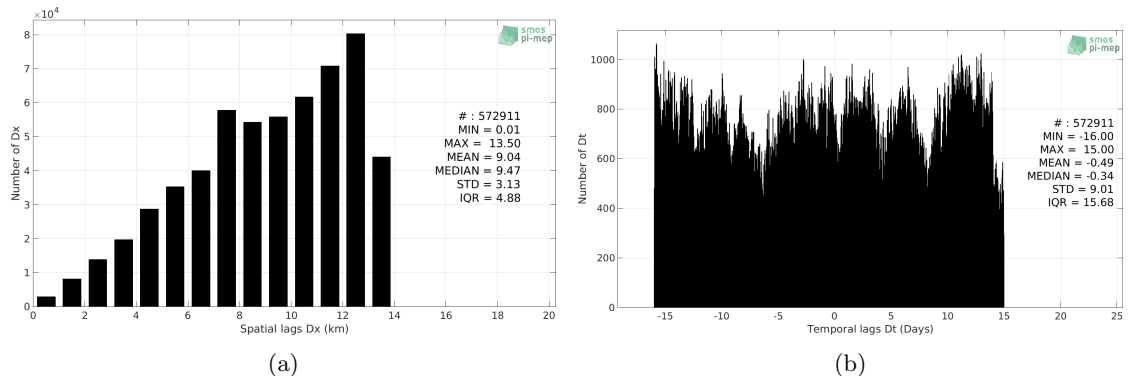 ×10⁴
8
7
6
5
4
3
2
1
0
Number of Dx
0 2 4 6 8 10 12 14 16 18 20
Spatial lags Dx (km)
smos
pi-mep
# : 572911
MIN = 0.01
MAX = 13.50
MEAN = 9.04
MEDIAN = 9.47
STD = 3.13
IQR = 4.88
(a)
1000
800
600
400
200
0
Number of Dt
-15 -10 -5 0 5 10 15 20 25
Temporal lags Dt (Days)
smos
pi-mep
# : 572911
MIN = -16.00
MAX = 15.00
MEAN = -0.49
MEDIAN = -0.34
STD = 9.01
IQR = 15.68
(b)